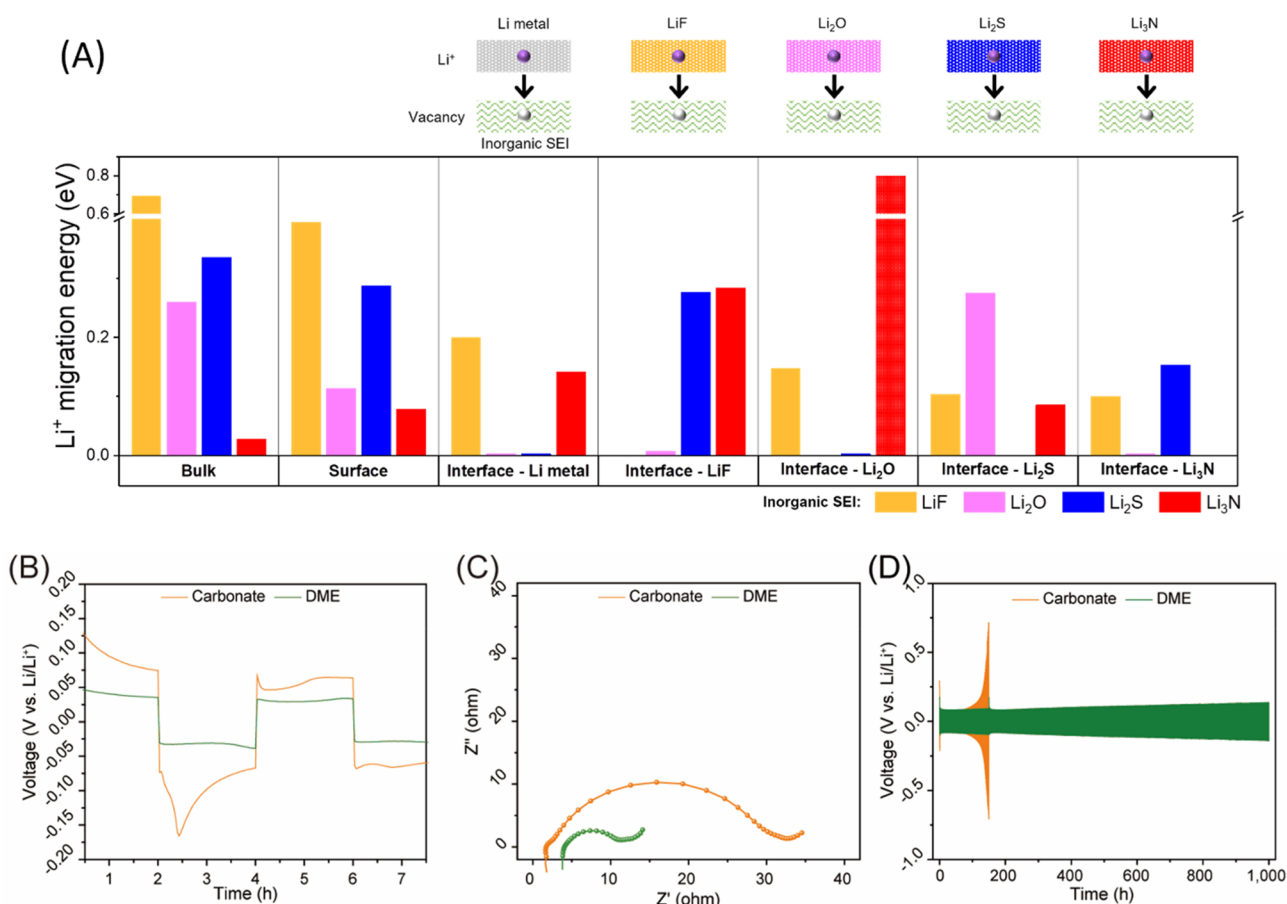 (A)
Li metal LiF Li₂O Li₂S Li₃N
Li⁺
Vacancy
Inorganic SEI
Li⁺ migration energy (eV)
0.8
0.6
0.2
0.0
Bulk Surface Interface - Li metal Interface - LiF Interface - Li₂O Interface - Li₂S Interface - Li₃N
Inorganic SEI: LiF Li₂O Li₂S Li₃N
(B)
Carbonate DME
Voltage (V vs. Li/Li⁺)
0.20
0.15
0.10
0.05
0.00
-0.05
-0.10
-0.15
-0.20
1 2 3 4 5 6 7
Time (h)
(C)
Carbonate DME
Z'' (ohm)
40
30
20
10
0
0 10 20 30 40
Z' (ohm)
(D)
Carbonate DME
Voltage (V vs. Li/Li⁺)
1.0
0.5
0.0
-0.5
-1.0
0 200 400 600 800 1,000
Time (h)